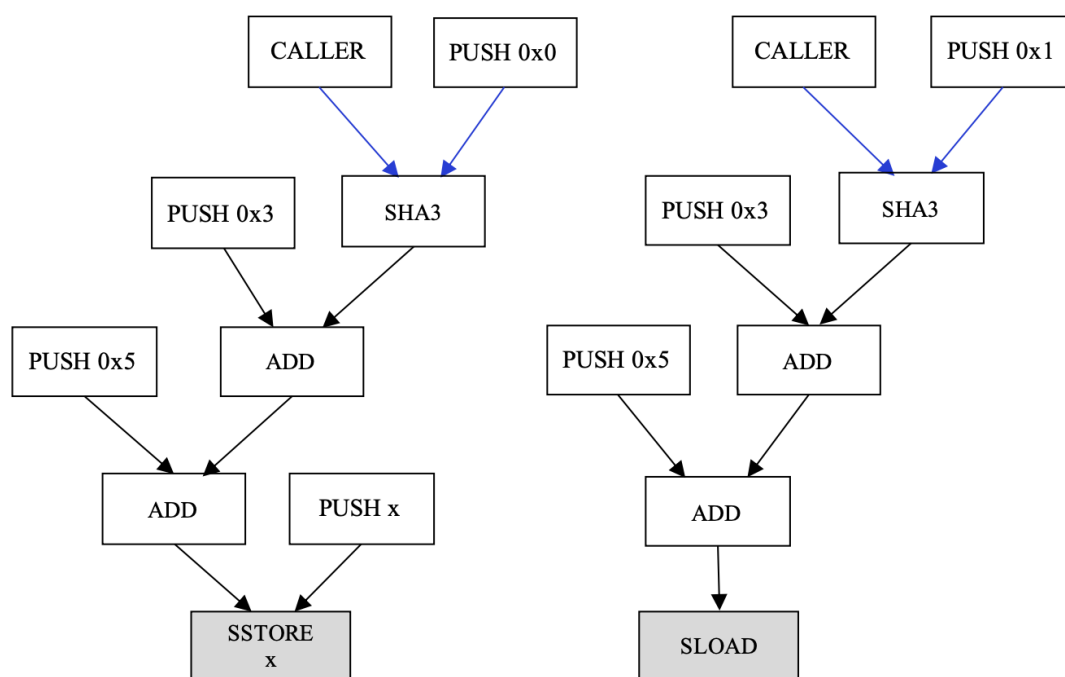 CALLER
PUSH 0x0
CALLER
PUSH 0x1
PUSH 0x3
SHA3
PUSH 0x3
SHA3
PUSH 0x5
ADD
PUSH 0x5
ADD
ADD
PUSH x
ADD
SSTORE
x
SLOAD